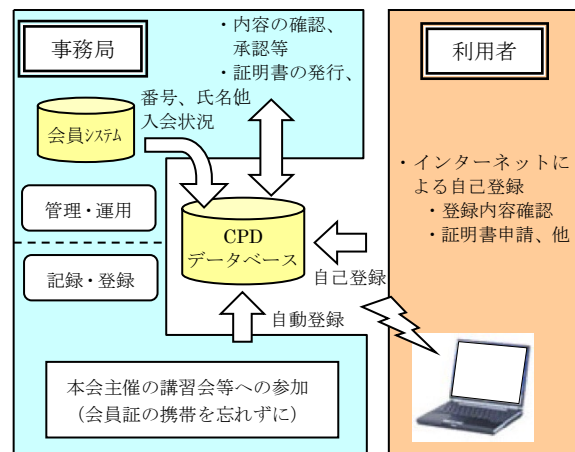 事務局
・内容の確認、
承認等
・証明書の発行、
番号、氏名他
入会状況
会員システム
管理・運用
記録・登録
CPD
データベース
自己登録
自動登録
本会主催の講習会等への参加
（会員証の携帯を忘れずに）
利用者
・インターネットに
よる自己登録
・登録内容確認
・証明書申請、他